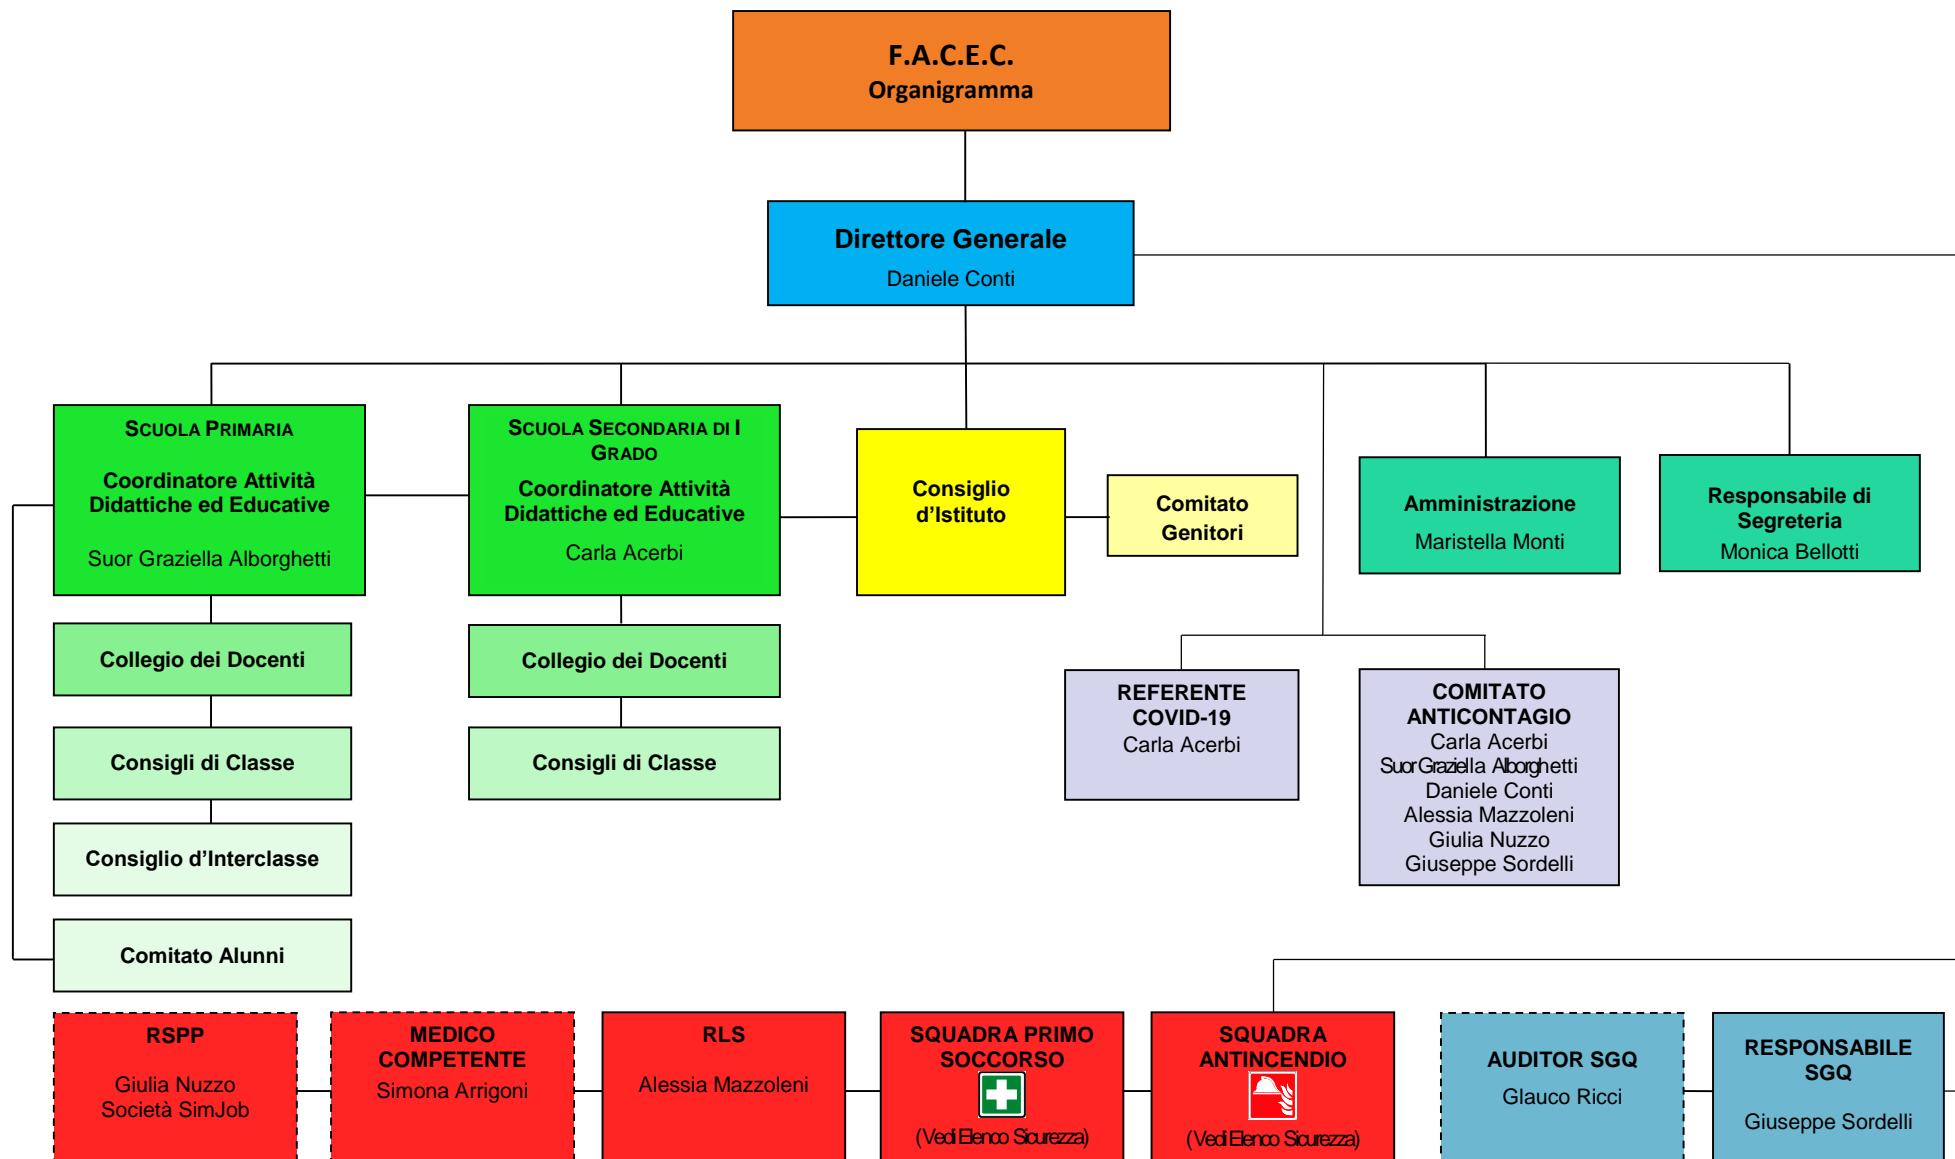 F.A.C.E.C.
Organigramma
Direttore Generale
Daniele Conti
SCUOLA PRIMARIA
Coordinatore Attività
Didattiche ed Educative
Suor Graziella Alborghetti
SCUOLA SECONDARIA DI I
GRADO
Coordinatore Attività
Didattiche ed Educative
Carla Acerbi
Consiglio
d’Istituto
Comitato
Genitori
Amministrazione
Maristella Monti
Responsabile di
Segreteria
Monica Bellotti
Collegio dei Docenti
Collegio dei Docenti
Consigli di Classe
Consigli di Classe
Consiglio d’Interclasse
Comitato Alunni
REFERENTE
COVID-19
Carla Acerbi
COMITATO
ANTICONTAGIO
Carla Acerbi
Suor Graziella Alborghetti
Daniele Conti
Alessia Mazzoleni
Giulia Nuzzo
Giuseppe Sordelli
RSPP
Giulia Nuzzo
Società SimJob
MEDICO
COMPETENTE
Simona Arrigoni
RLS
Alessia Mazzoleni
SQUADRA PRIMO
SOCCORSO
(Vedi Elenco Sicurezza)
SQUADRA
ANTINCENDIO
(Vedi Elenco Sicurezza)
AUDITOR SGQ
Glauco Ricci
RESPONSABILE
SGQ
Giuseppe Sordelli